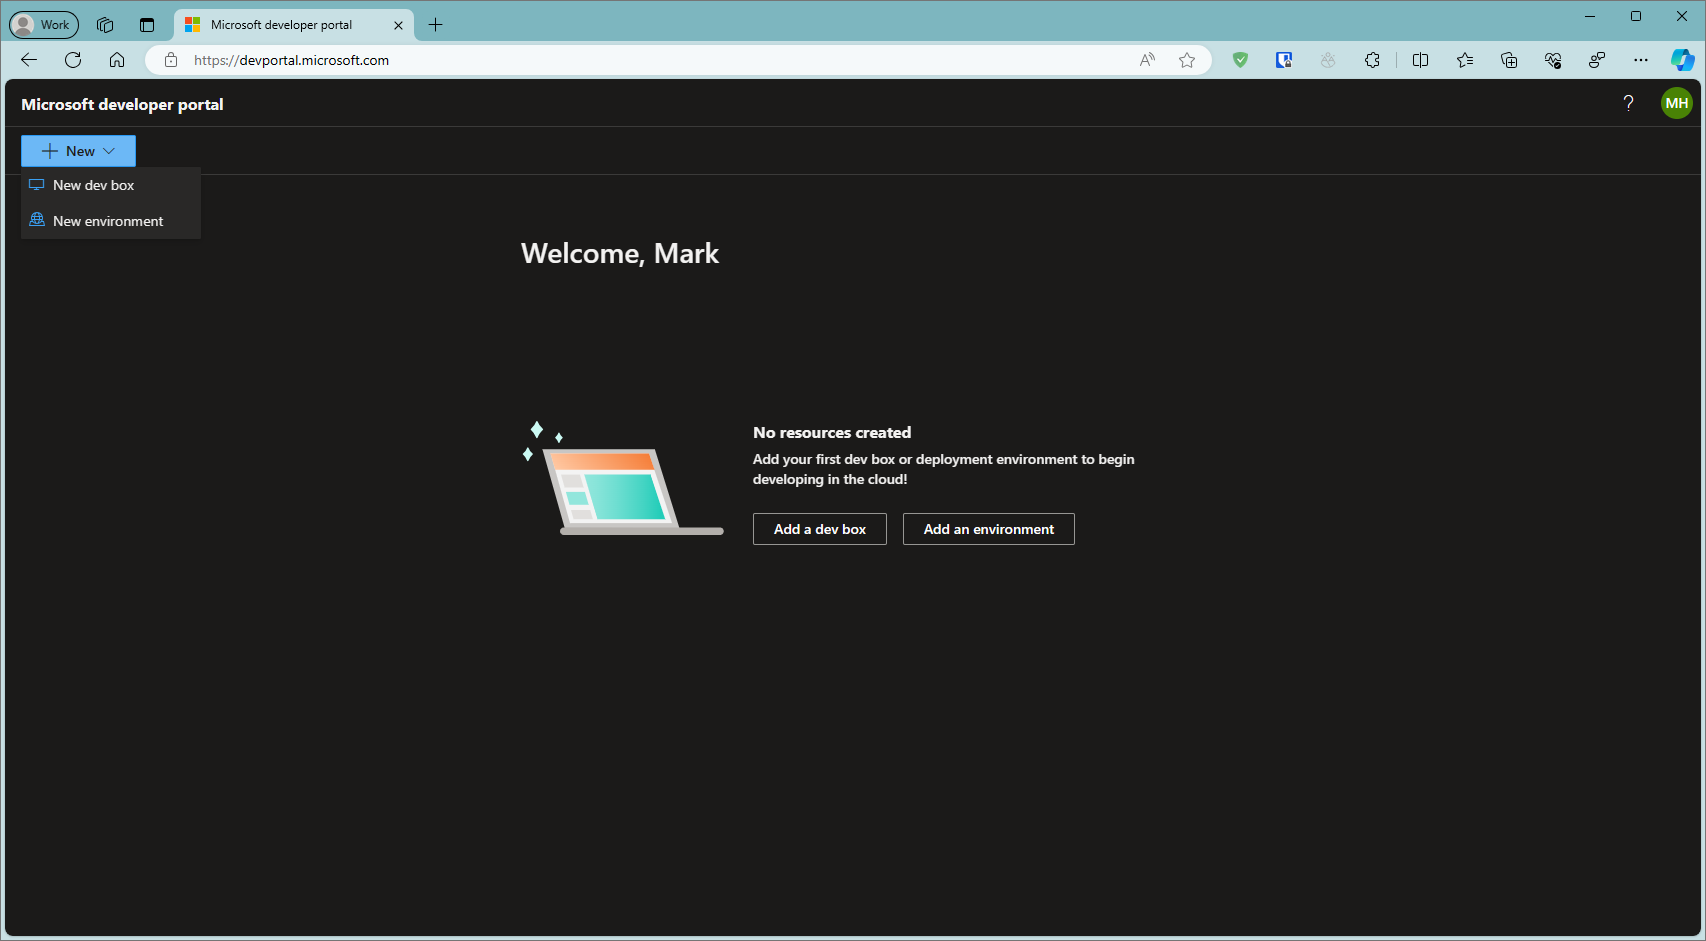 Work
Microsoft developer portal
https://devportal.microsoft.com
Microsoft developer portal
?
MH
New
New dev box
New environment
Welcome, Mark
No resources created
Add your first dev box or deployment environment to begin
developing in the cloud!
Add a dev box
Add an environment